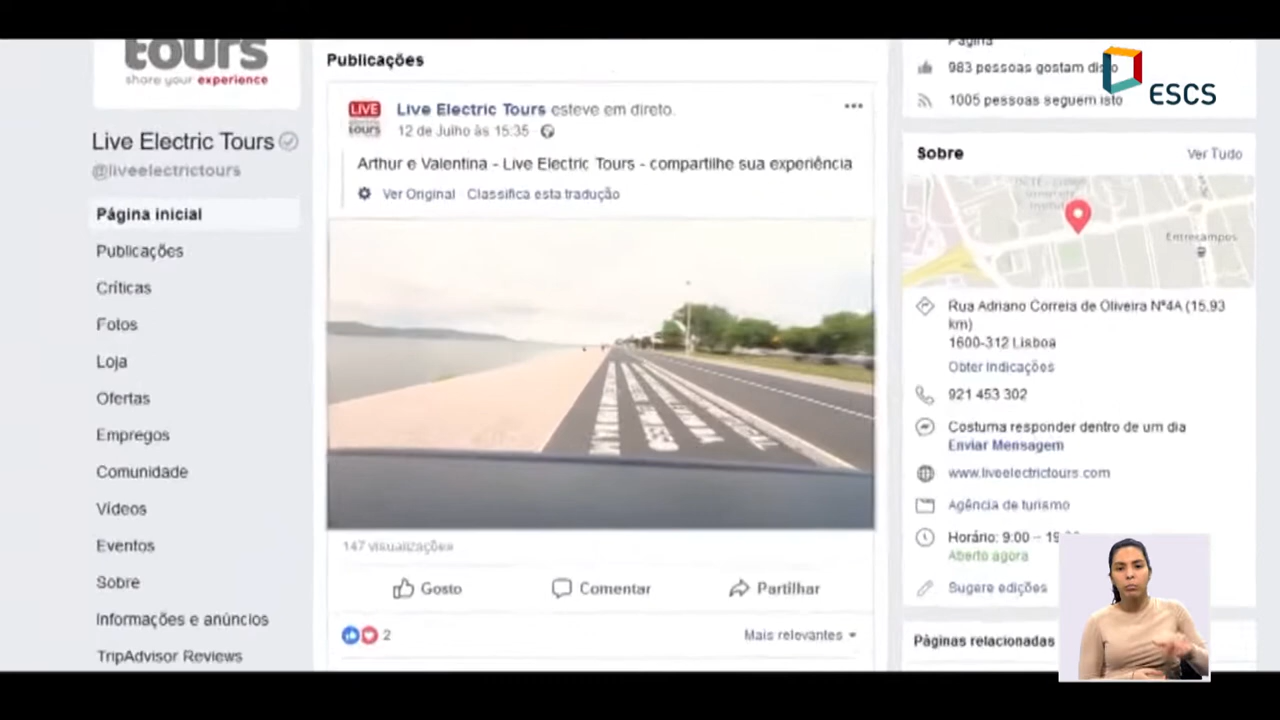 tours
share your experience
Live Electric Tours
@liveelectrictours
Página inicial
Publicações
Críticas
Fotos
Loja
Ofertas
Empregos
Comunidade
Vídeos
Eventos
Sobre
Informações e anúncios
TripAdvisor Reviews
Publicações
LIVE
tours
Live Electric Tours esteve em direto.
12 de Julho às 15:35
Arthur e Valentina - Live Electric Tours - compartilhe sua experiência
Ver Original Classifica esta tradução
147 visualizações
Gosto
Comentar
Partilhar
2
Mais relevantes
Página
983 pessoas gostam disto
1005 pessoas seguem isto
ESCS
Sobre
Ver Tudo
Entrecampos
Rua Adriano Correia de Oliveira Nº4A (15.93
km)
1600-312 Lisboa
Obter Indicações
921 453 302
Costuma responder dentro de um dia
Enviar Mensagem
www.liveelectrictours.com
Agência de turismo
Horário: 9:00 – 19
Aberto agora
Sugere edições
Páginas relacionadas